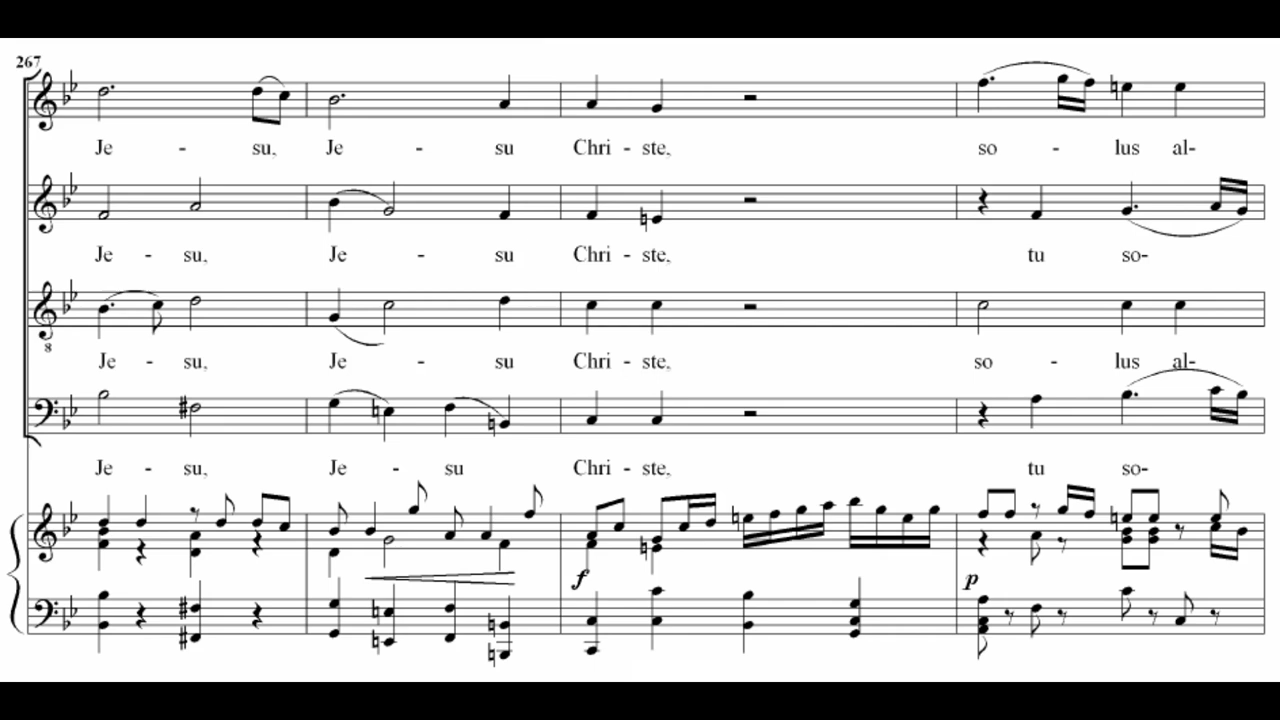 267
Je - su, Je - su Chri - ste, so - lus al-
Je - su, Je - su Chri - ste, tu so-
8
Je - su, Je - su Chri - ste, so - lus al-
Je - su, Je - su Chri - ste, tu so-
f p